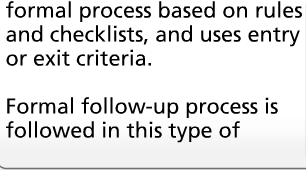 formal process based on rules
and checklists, and uses entry
or exit criteria.
Formal follow-up process is
followed in this type of